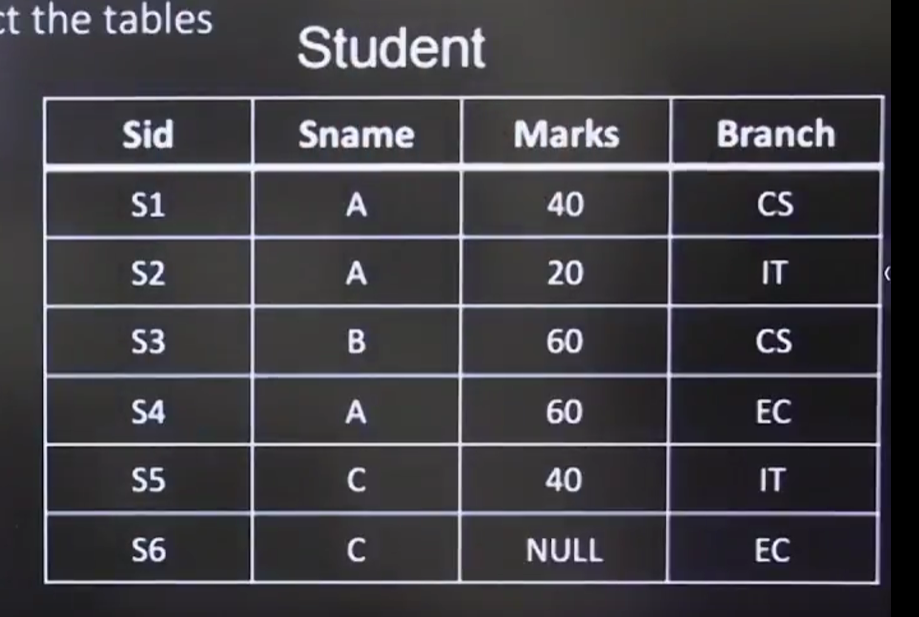 the tables
Student
Sid Sname Marks Branch
S1 A 40 CS
S2 A 20 IT
S3 B 60 CS
S4 A 60 EC
S5 C 40 IT
S6 C NULL EC